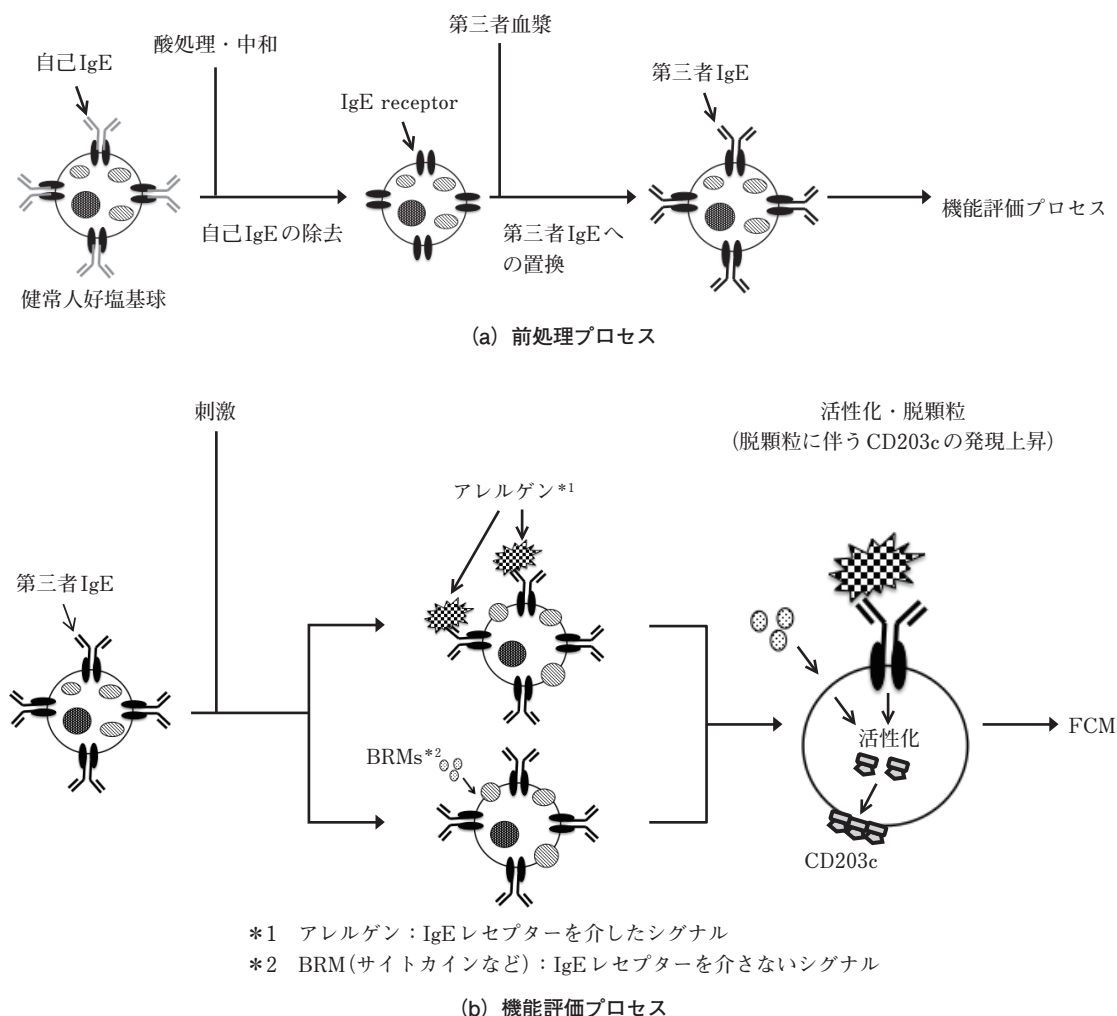 第三者血漿
酸処理・中和
自己IgE
第三者IgE
IgE receptor
機能評価プロセス
自己IgEの除去
第三者IgEへ
の置換
健常人好塩基球
(a) 前処理プロセス
刺激
活性化・脱顆粒
(脱顆粒に伴うCD203cの発現上昇)
アレルゲン*1
第三者IgE
活性化
FCM
BRMs*2
CD203c
*1 アレルゲン：IgEレセプターを介したシグナル
*2 BRM(サイトカインなど)：IgEレセプターを介さないシグナル
(b) 機能評価プロセス